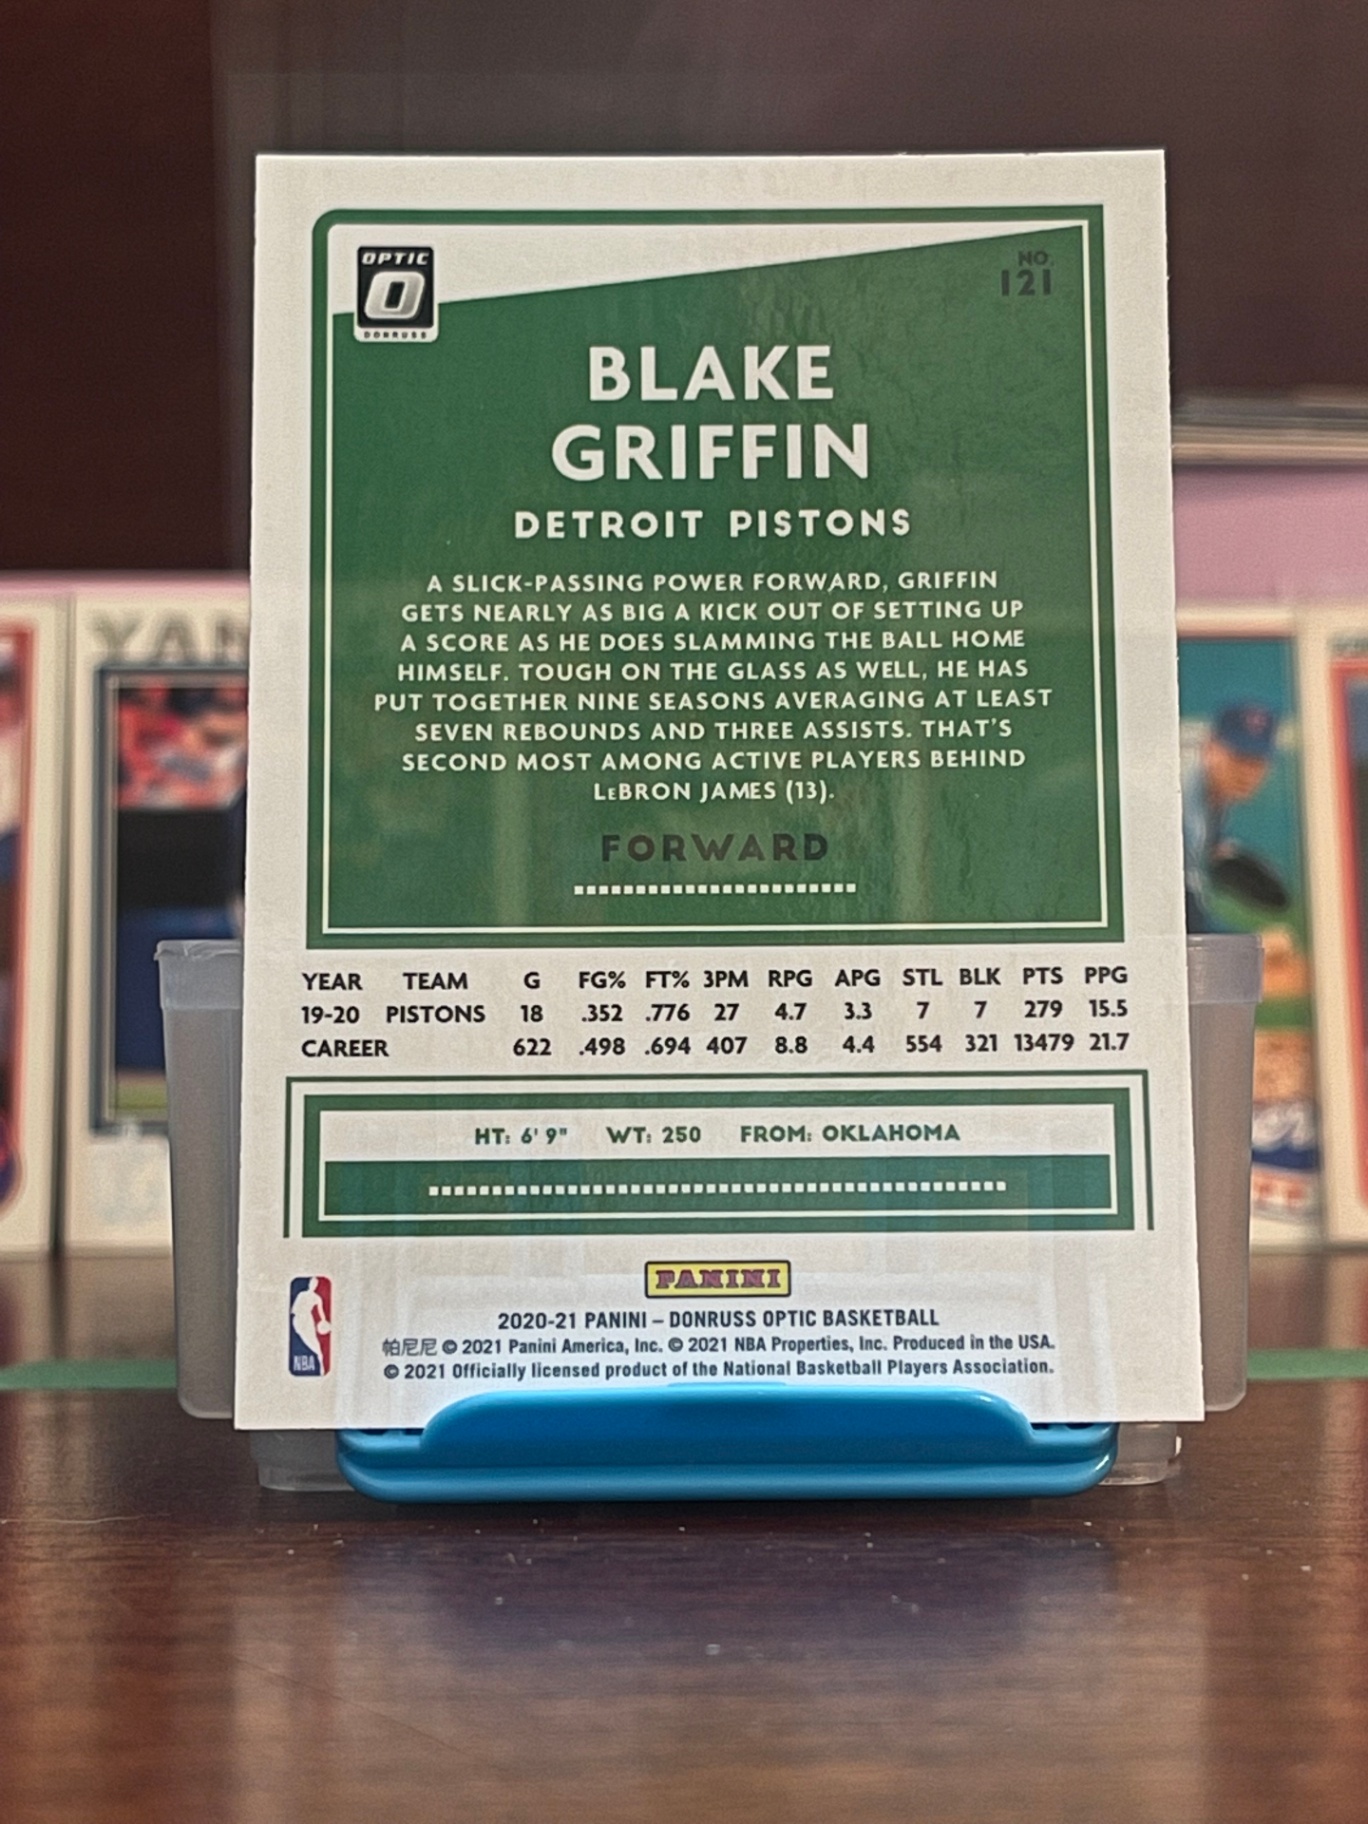 OPTIC
DONRUSS
NO.
121
BLAKE
GRIFFIN
DETROIT PISTONS
A SLICK-PASSING POWER FORWARD, GRIFFIN
GETS NEARLY AS BIG A KICK OUT OF SETTING UP
A SCORE AS HE DOES SLAMMING THE BALL HOME
HIMSELF. TOUGH ON THE GLASS AS WELL, HE HAS
PUT TOGETHER NINE SEASONS AVERAGING AT LEAST
SEVEN REBOUNDS AND THREE ASSISTS. THAT'S
SECOND MOST AMONG ACTIVE PLAYERS BEHIND
LeBRON JAMES (13).
FORWARD
YEAR TEAM G FG% FT% 3PM RPG APG STL BLK PTS PPG
19-20 PISTONS 18 .352 .776 27 4.7 3.3 7 7 279 15.5
CAREER 622 .498 .694 407 8.8 4.4 554 321 13479 21.7
HT: 6' 9" WT: 250 FROM: OKLAHOMA
PANINI
2020-21 PANINI – DONRUSS OPTIC BASKETBALL
帕尼尼 © 2021 Panini America, Inc. © 2021 NBA Properties, Inc. Produced in the USA.
© 2021 Officially licensed product of the National Basketball Players Association.
NBA